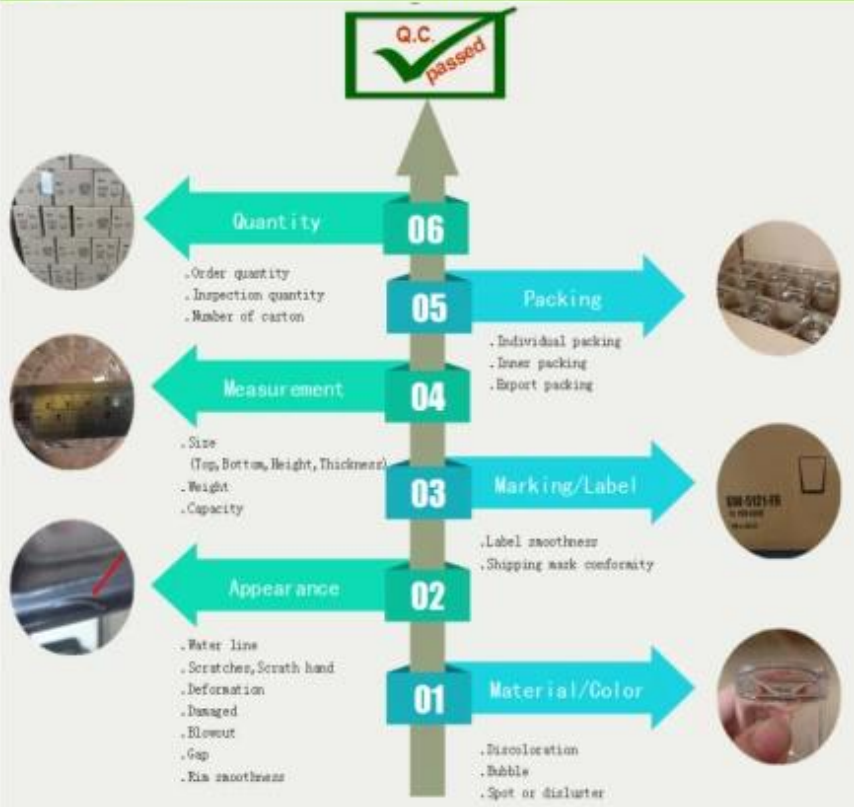 Q.C.
passed
06
Quantity
.Order quantity
.Inspection quantity
.Number of carton
05
Packing
.Individual packing
.Inner packing
.Export packing
04
Measurement
.Size
(Top,Bottom,Height,Thickness)
.Weight
.Capacity
03
Marking/Label
.Label smoothness
.Shipping mark conformity
02
Appearance
.Water line
.Scratches,Scrath hand
.Deformation
.Damaged
.Blowout
.Gap
.Rim smoothness
01
Material/Color
.Discoloration
.Bubble
.Spot or disluster